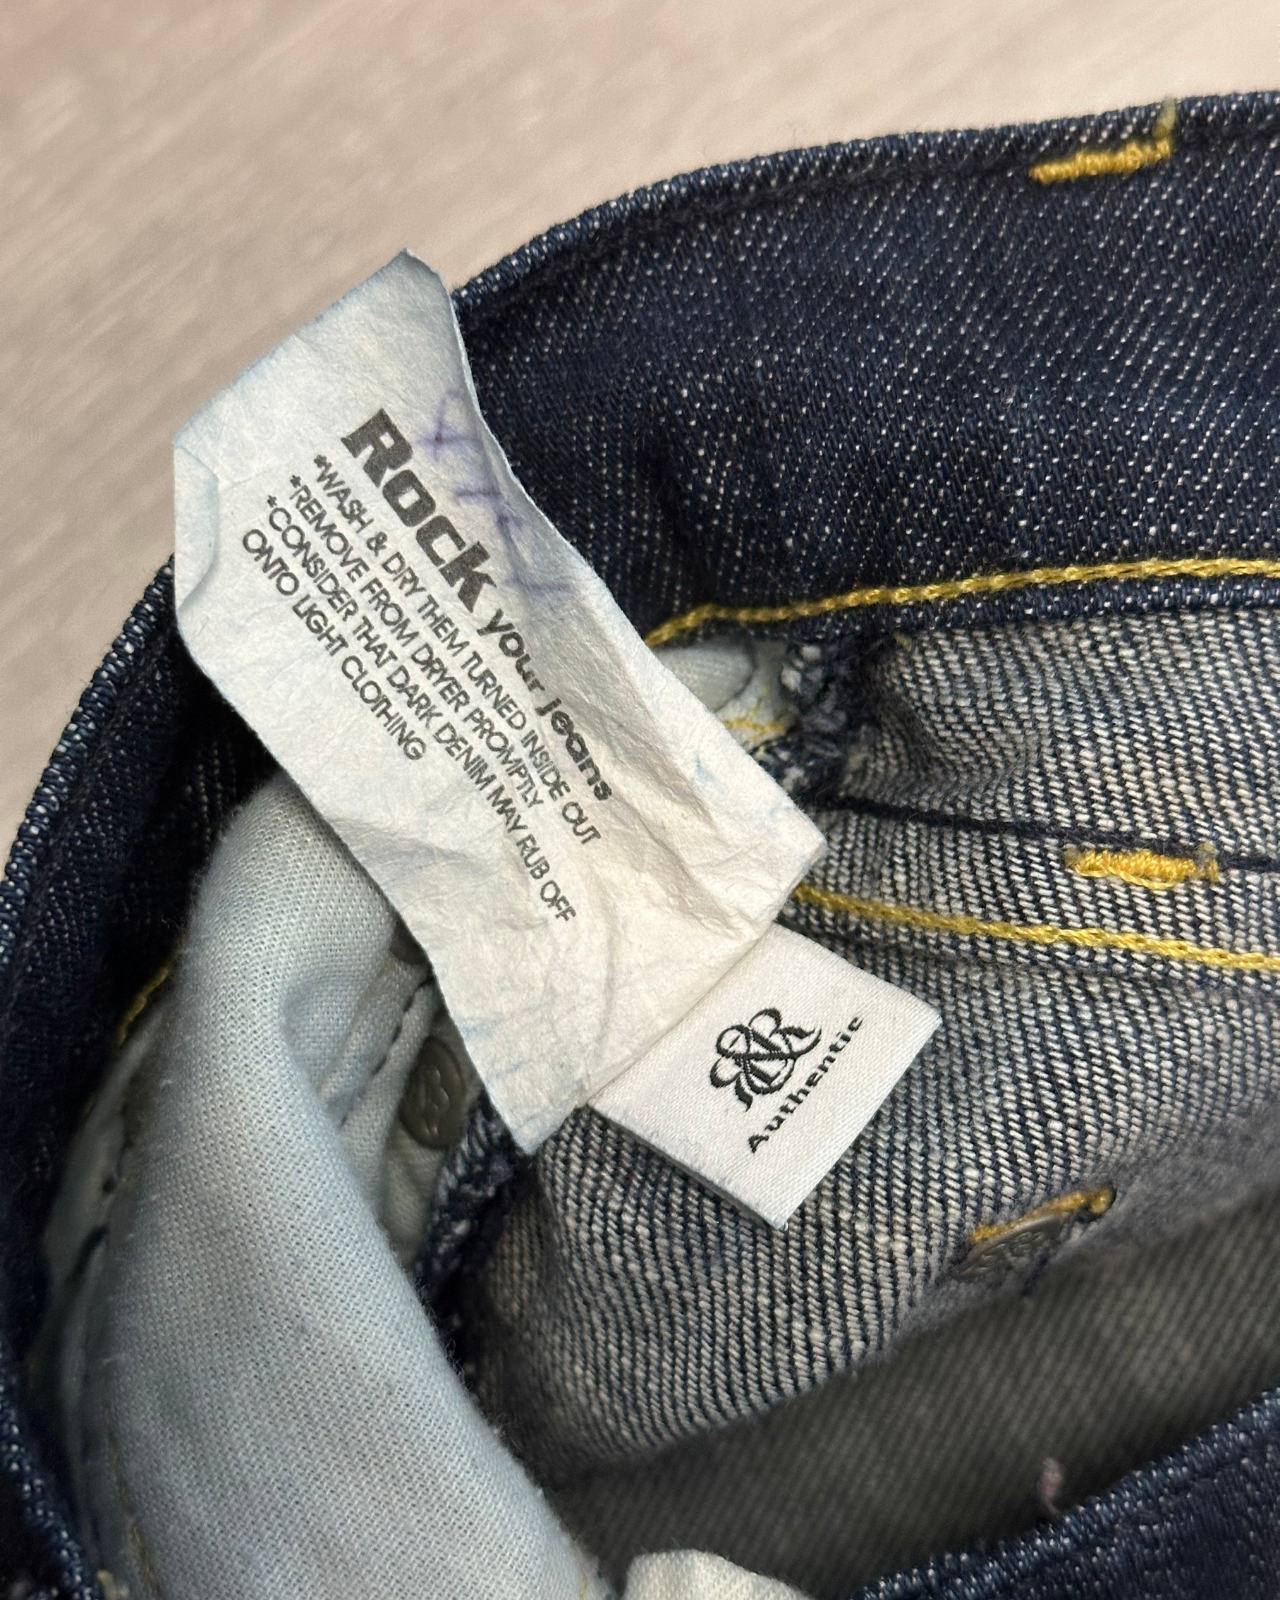 Rock your jeans
*WASH & DRY THEM TURNED INSIDE OUT
*REMOVE FROM DRYER PROMPTLY
*CONSIDER THAT DARK DENIM MAY RUB OFF
ONTO LIGHT CLOTHING
R&R
Authentic